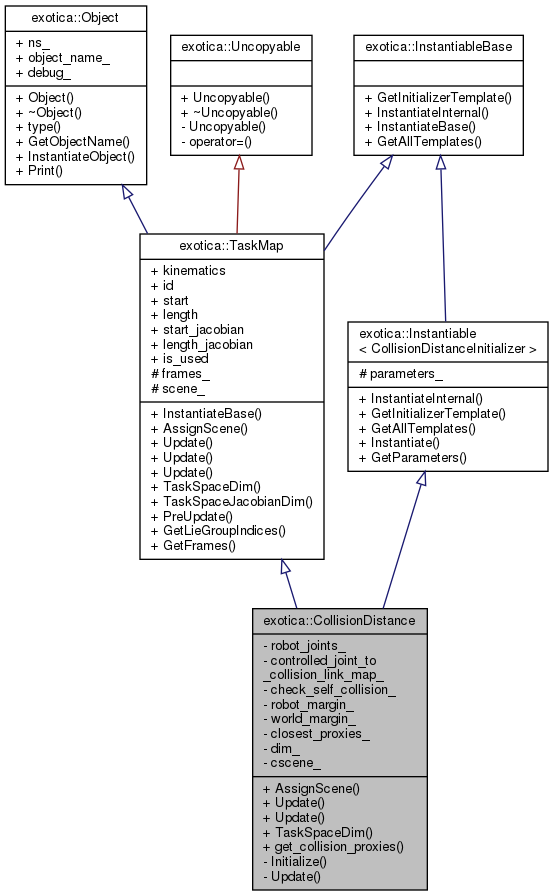 exotica::Object
+ ns_
+ object_name_
+ debug_
+ Object()
+ ~Object()
+ type()
+ GetObjectName()
+ InstantiateObject()
+ Print()
exotica::Uncopyable
+ Uncopyable()
+ ~Uncopyable()
- Uncopyable()
- operator=()
exotica::InstantiableBase
+ GetInitializerTemplate()
+ InstantiateInternal()
+ InstantiateBase()
+ GetAllTemplates()
exotica::TaskMap
+ kinematics
+ id
+ start
+ length
+ start_jacobian
+ length_jacobian
+ is_used
# frames_
# scene_
+ InstantiateBase()
+ AssignScene()
+ Update()
+ Update()
+ Update()
+ TaskSpaceDim()
+ TaskSpaceJacobianDim()
+ PreUpdate()
+ GetLieGroupIndices()
+ GetFrames()
exotica::Instantiable
< CollisionDistanceInitializer >
# parameters_
+ InstantiateInternal()
+ GetInitializerTemplate()
+ GetAllTemplates()
+ Instantiate()
+ GetParameters()
exotica::CollisionDistance
- robot_joints_
- controlled_joint_to
_collision_link_map_
- check_self_collision_
- robot_margin_
- world_margin_
- closest_proxies_
- dim_
- cscene_
+ AssignScene()
+ Update()
+ Update()
+ TaskSpaceDim()
+ get_collision_proxies()
- Initialize()
- Update()